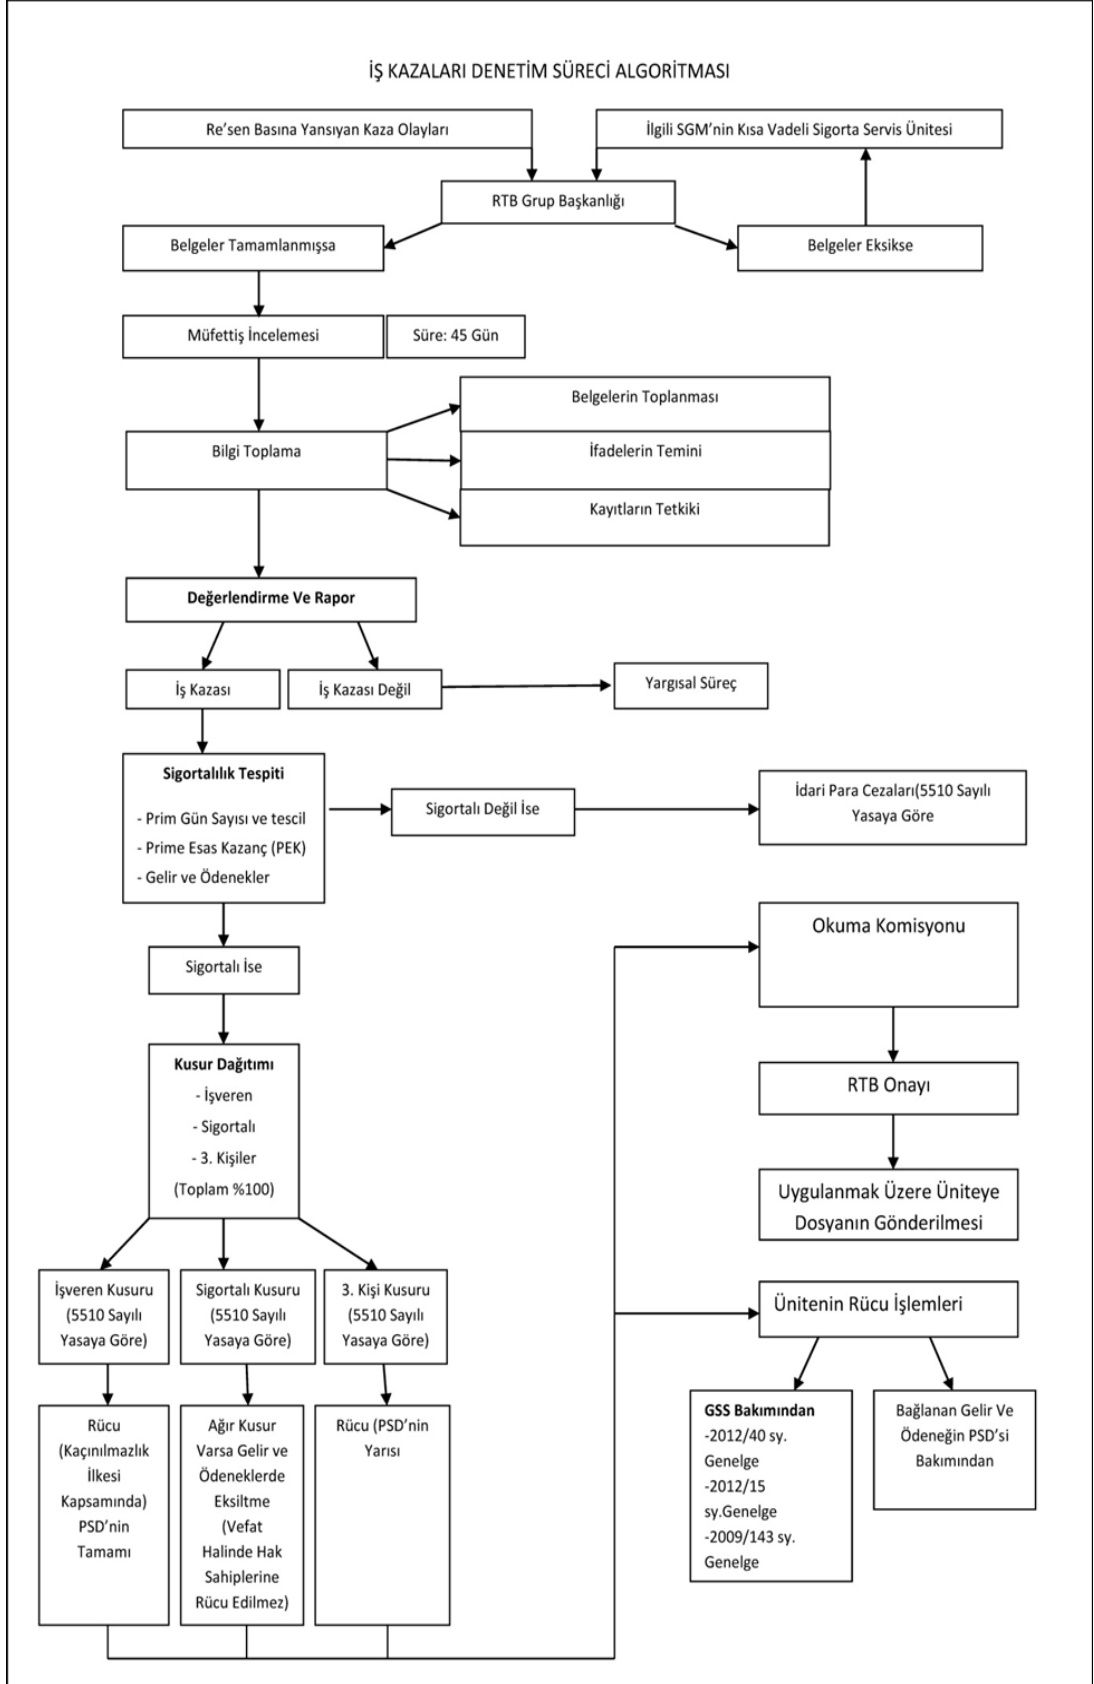 İŞ KAZALARI DENETİM SÜRECİ ALGORİTMASI
Re'sen Basına Yansıyan Kaza Olayları
İlgili SGM'nin Kısa Vadeli Sigorta Servis Ünitesi
RTB Grup Başkanlığı
Belgeler Tamamlanmışsa
Belgeler Eksikse
Müfettiş İncelemesi
Süre: 45 Gün
Belgelerin Toplanması
Bilgi Toplama
İfadelerin Temini
Kayıtların Tetkiki
Değerlendirme Ve Rapor
İş Kazası
İş Kazası Değil
Yargısal Süreç
Sigortalılık Tespiti
- Prim Gün Sayısı ve tescil
- Prime Esas Kazanç (PEK)
- Gelir ve Ödenekler
Sigortalı Değil İse
İdari Para Cezaları(5510 Sayılı
Yasaya Göre
Sigortalı İse
Kusur Dağıtımı
- İşveren
- Sigortalı
- 3. Kişiler
(Toplam %100)
İşveren Kusuru
(5510 Sayılı
Yasaya Göre)
Sigortalı Kusuru
(5510 Sayılı
Yasaya Göre)
3. Kişi Kusuru
(5510 Sayılı
Yasaya Göre)
Rücu
(Kaçınılmazlık
İlkesi
Kapsamında)
PSD'nin
Tamamı
Ağır Kusur
Varsa Gelir ve
Ödeneklerde
Eksiltme
(Vefat
Halinde Hak
Sahiplerine
Rücu Edilmez)
Rücu (PSD'nin
Yarısı
Okuma Komisyonu
RTB Onayı
Uygulanmak Üzere Üniteye
Dosyanın Gönderilmesi
Ünitenin Rücu İşlemleri
GSS Bakımından
-2012/40 sy.
Genelge
-2012/15
sy.Genelge
-2009/143 sy.
Genelge
Bağlanan Gelir Ve
Ödeneğin PSD'si
Bakımından